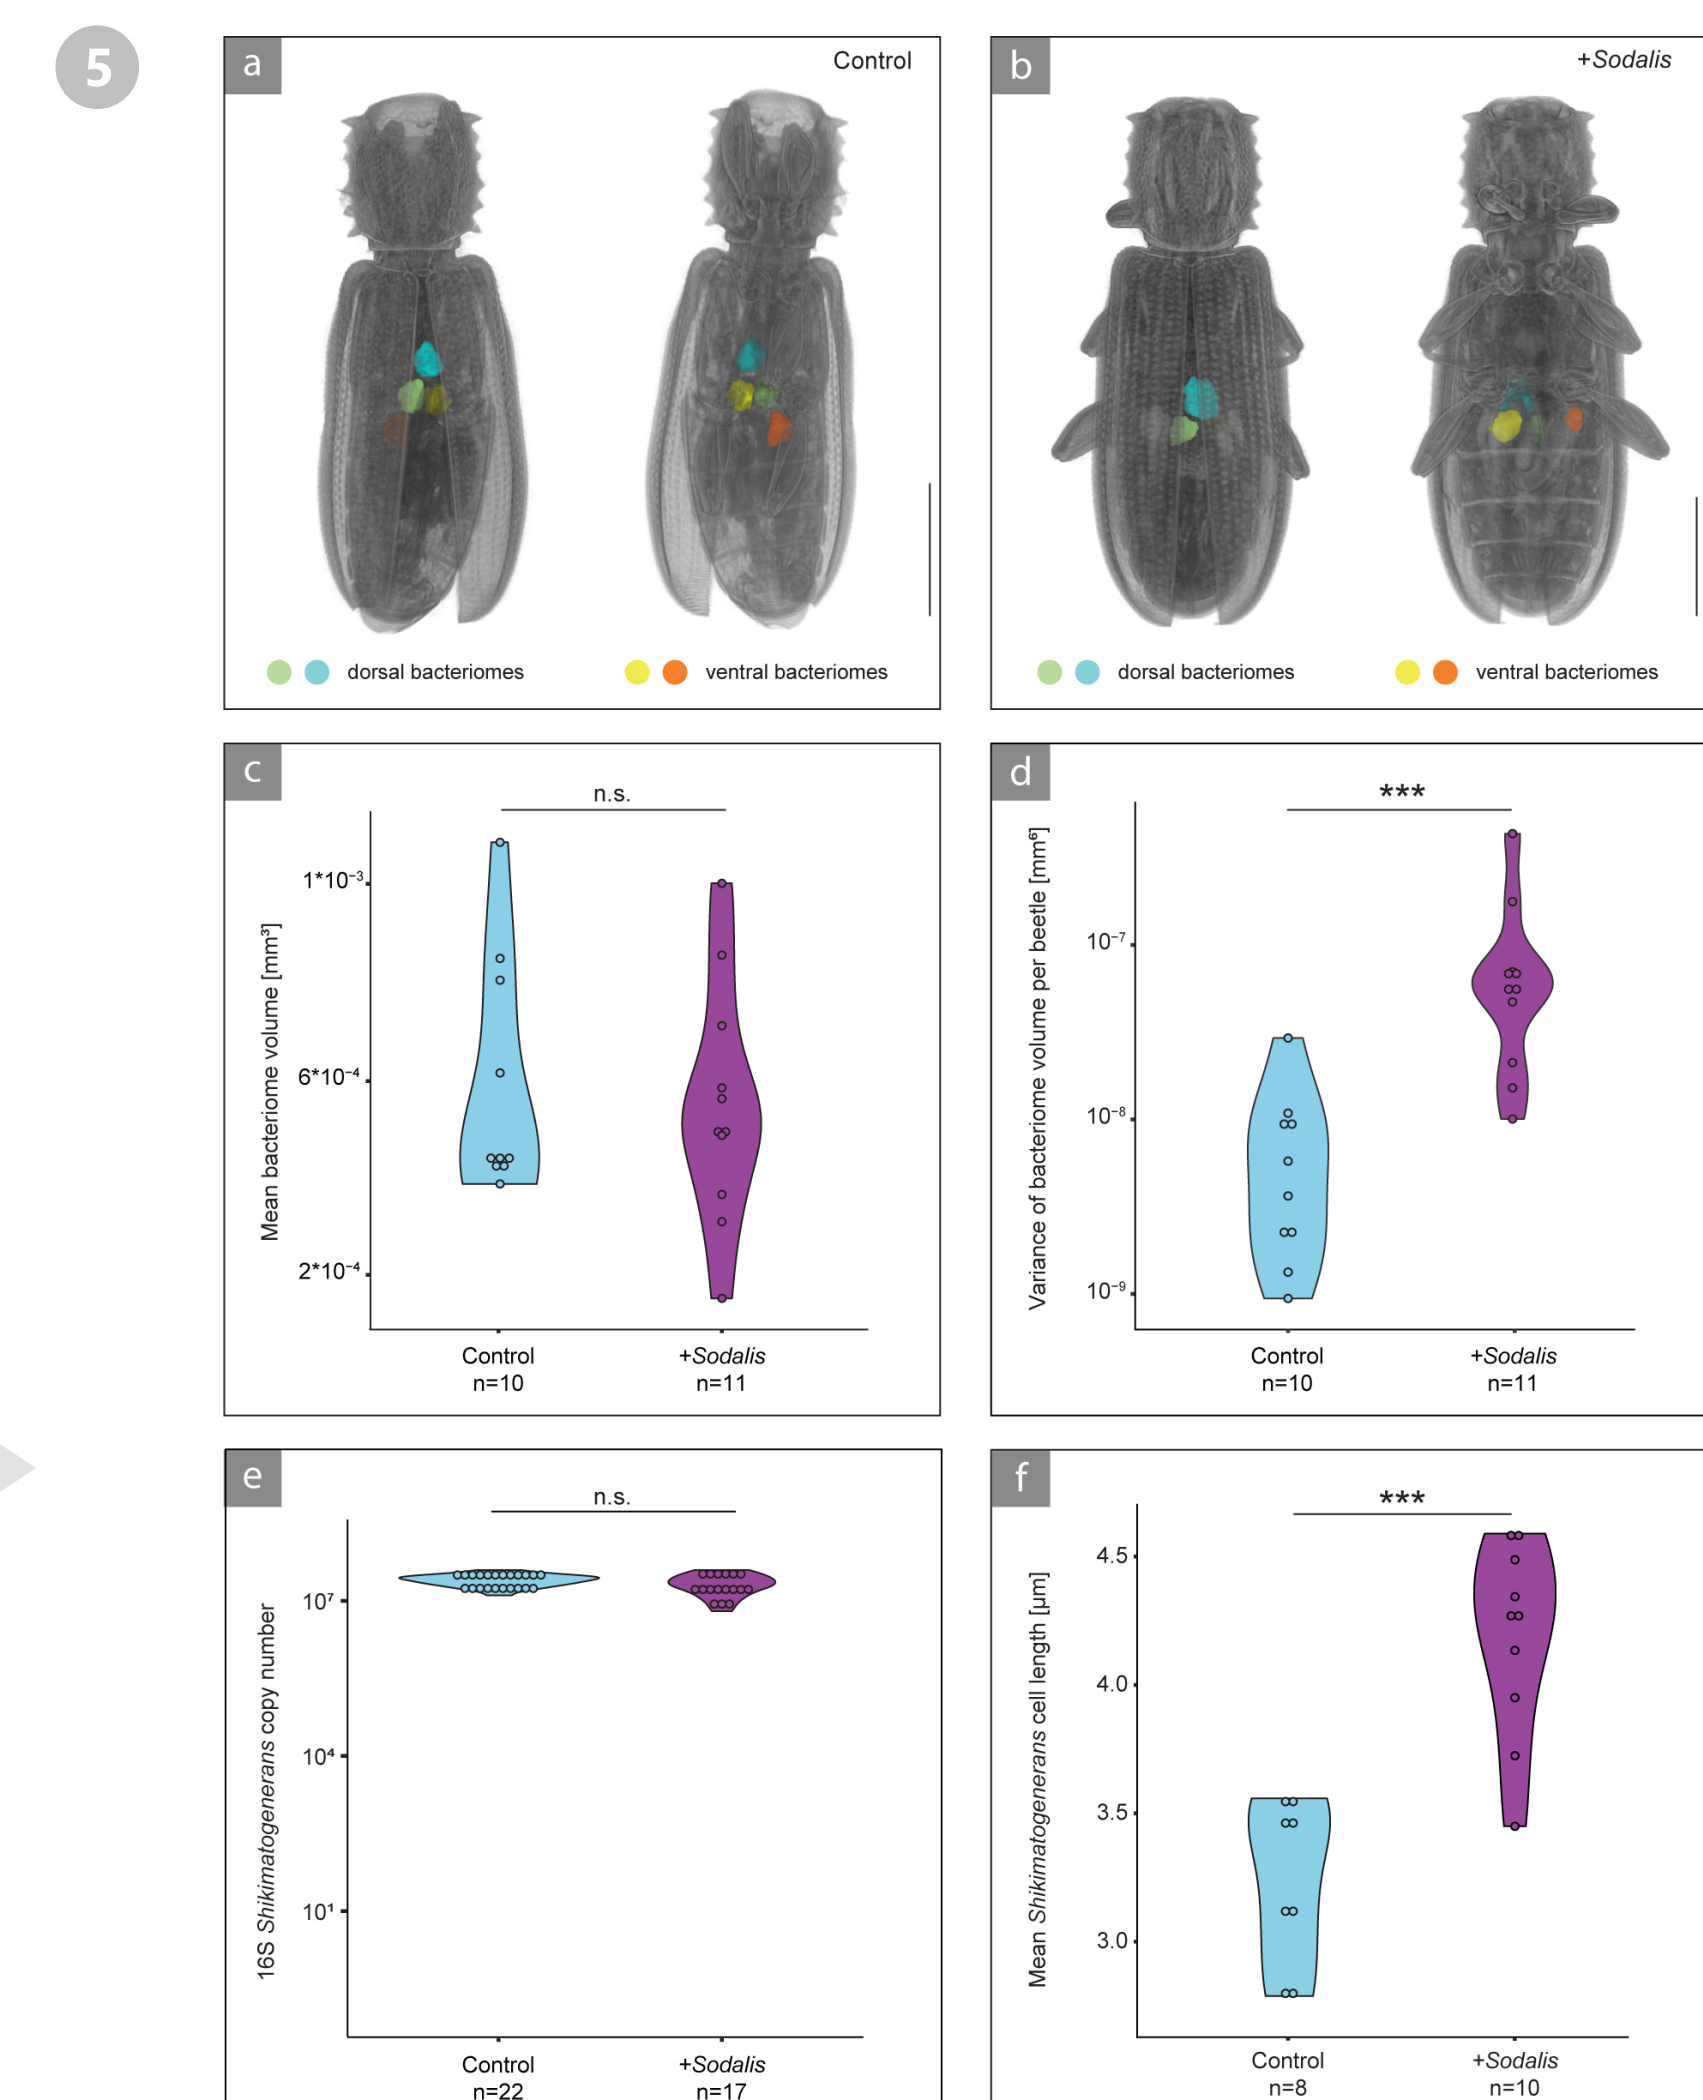 5
a
Control
dorsal bacteriomes
ventral bacteriomes
b
+Sodalis
dorsal bacteriomes
ventral bacteriomes
c
n.s.
Mean bacteriome volume [mm³]
1*10⁻³
6*10⁻⁴
2*10⁻⁴
Control
n=10
+Sodalis
n=11
d
***
Variance of bacteriome volume per beetle [mm⁶]
10⁻⁷
10⁻⁸
10⁻⁹
Control
n=10
+Sodalis
n=11
e
n.s.
16S Shikimatogenerans copy number
10⁷
10⁴
10¹
Control
n=22
+Sodalis
n=17
f
***
Mean Shikimatogenerans cell length [µm]
4.5
4.0
3.5
3.0
Control
n=8
+Sodalis
n=10